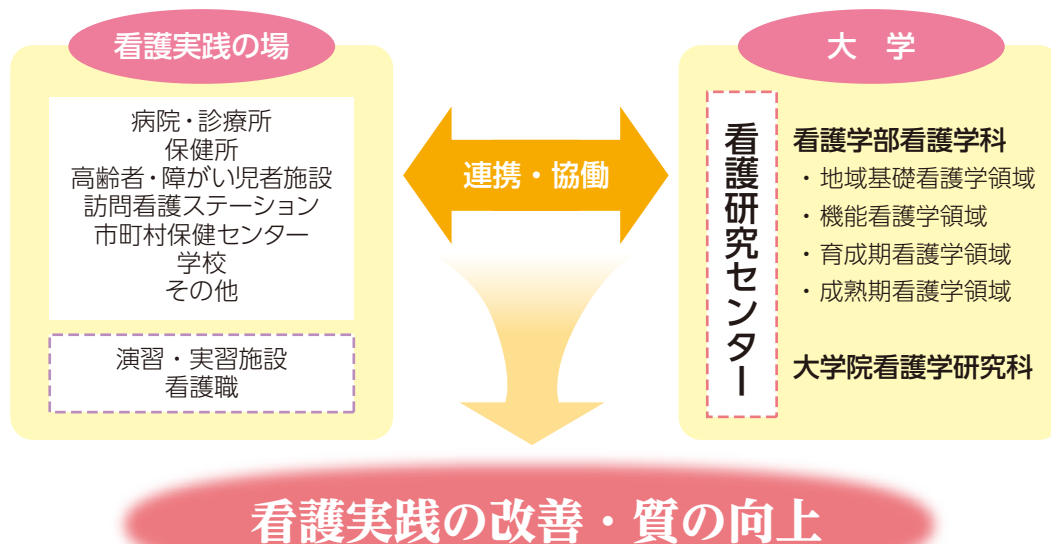 看護実践の場
病院・診療所
保健所
高齢者・障がい児者施設
訪問看護ステーション
市町村保健センター
学校
その他
演習・実習施設
看護職
連携・協働
大　学
看護研究センター
看護学部看護学科
・地域基礎看護学領域
・機能看護学領域
・育成期看護学領域
・成熟期看護学領域
大学院看護学研究科
看護実践の改善・質の向上